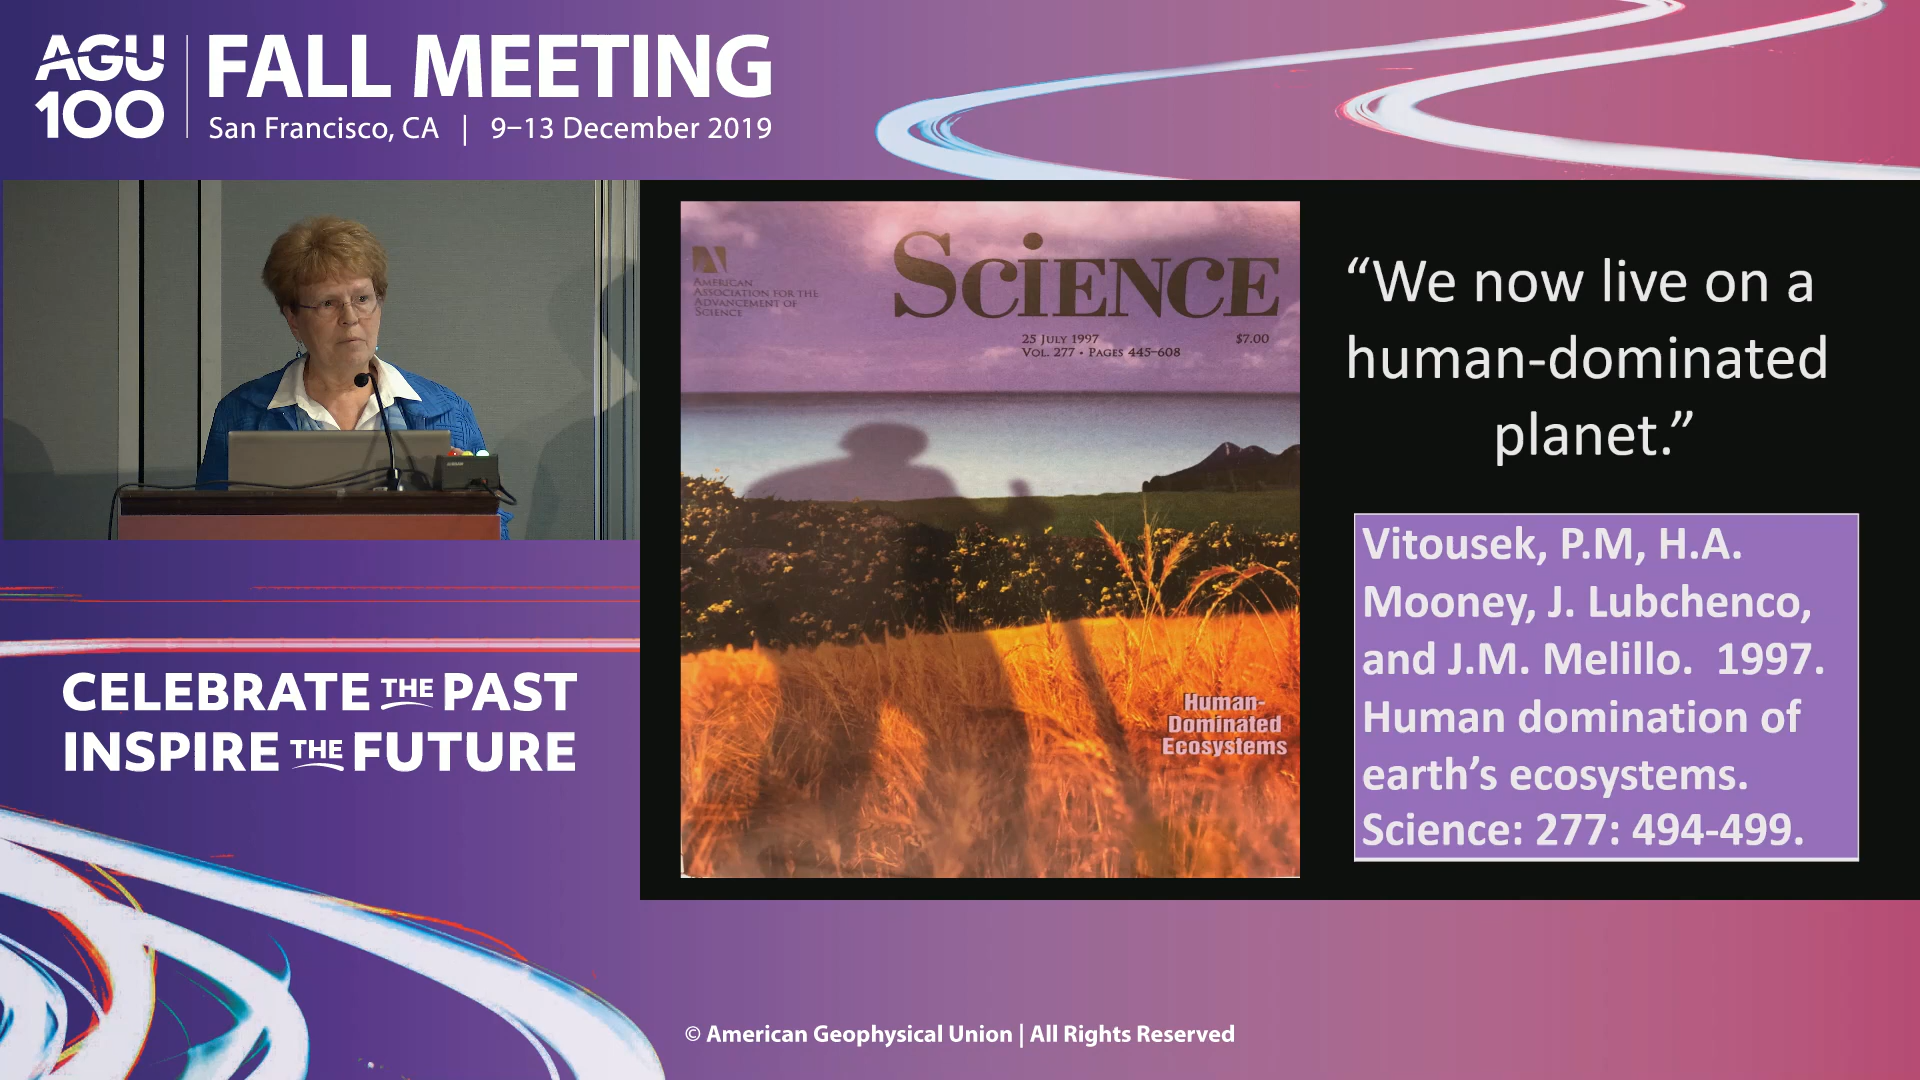 AGU
100
FALL MEETING
San Francisco, CA | 9–13 December 2019
SCIENCE
AMERICAN
ASSOCIATION FOR THE
ADVANCEMENT OF
SCIENCE
25 JULY 1997
$7.00
VOL. 277 • PAGES 445–608
Human-
Dominated
Ecosystems
“We now live on a
human-dominated
planet.”
Vitousek, P.M, H.A.
Mooney, J. Lubchenco,
and J.M. Melillo. 1997.
Human domination of
earth’s ecosystems.
Science: 277: 494-499.
CELEBRATE THE PAST
INSPIRE THE FUTURE
© American Geophysical Union | All Rights Reserved